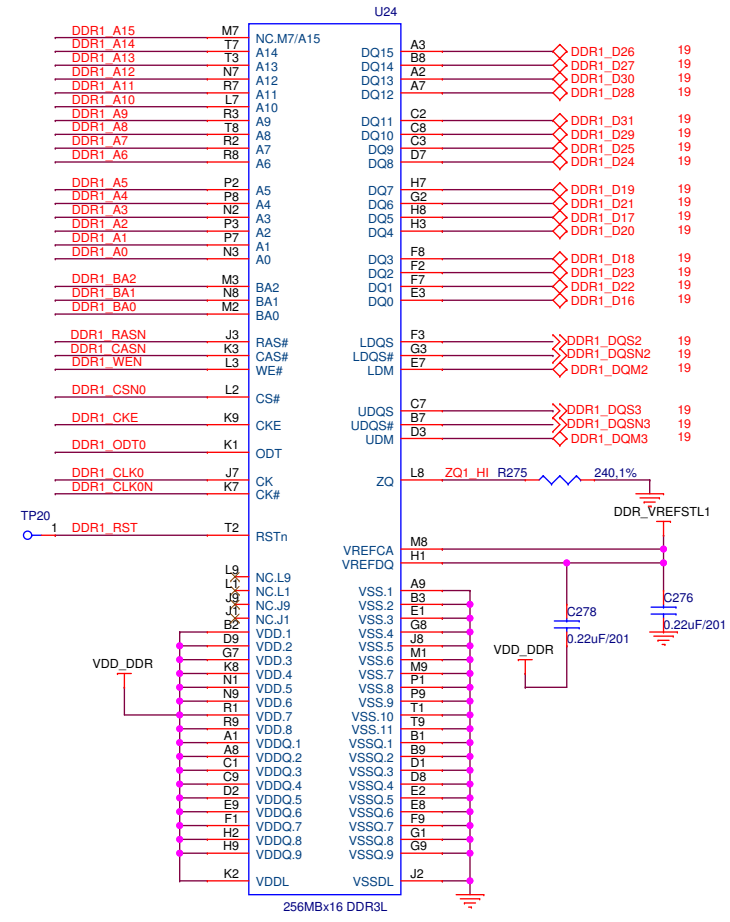 U24
DDR1_A15 M7 NC.M7/A15
DDR1_A14 T7 A14 DQ15 A3 DDR1_D26 19
DDR1_A13 T3 A13 DQ14 B8 DDR1_D27 19
DDR1_A12 N7 A12 DQ13 A2 DDR1_D30 19
DDR1_A11 R7 A11 DQ12 A7 DDR1_D28 19
DDR1_A10 L7 A10
DDR1_A9 R3 A9 DQ11 C2 DDR1_D31 19
DDR1_A8 T8 A8 DQ10 C8 DDR1_D29 19
DDR1_A7 R2 A7 DQ9 C3 DDR1_D25 19
DDR1_A6 R8 A6 DQ8 D7 DDR1_D24 19
DDR1_A5 P2 A5 DQ7 H7 DDR1_D19 19
DDR1_A4 P8 A4 DQ6 G2 DDR1_D21 19
DDR1_A3 N2 A3 DQ5 H8 DDR1_D17 19
DDR1_A2 P3 A2 DQ4 H3 DDR1_D20 19
DDR1_A1 P7 A1
DDR1_A0 N3 A0 DQ3 F8 DDR1_D18 19
DQ2 F2 DDR1_D23 19
DDR1_BA2 M3 BA2 DQ1 F7 DDR1_D22 19
DDR1_BA1 N8 BA1 DQ0 E3 DDR1_D16 19
DDR1_BA0 M2 BA0
DDR1_RASN J3 RAS# LDQS F3 DDR1_DQS2 19
DDR1_CASN K3 CAS# LDQS# G3 DDR1_DQSN2 19
DDR1_WEN L3 WE# LDM E7 DDR1_DQM2 19
DDR1_CSN0 L2 CS#
UDQS C7 DDR1_DQS3 19
DDR1_CKE K9 CKE UDQS# B7 DDR1_DQSN3 19
UDM D3 DDR1_DQM3 19
DDR1_ODT0 K1 ODT
DDR1_CLK0 J7 CK ZQ L8 ZQ1_HI R275 240,1%
DDR1_CLK0N K7 CK#
DDR_VREFSTL1
TP20
1 DDR1_RST T2 RSTn
VREFCA M8
VREFDQ H1
L9 NC.L9
L1 NC.L1 VSS.1 A9
J9 NC.J9 VSS.2 B3
J1 NC.J1 VSS.3 E1 C278 C276
B2 VDD.1 VSS.4 G8 0.22uF/201 0.22uF/201
D9 VDD.2 VSS.5 J8 VDD_DDR
VDD_DDR G7 VDD.3 VSS.6 M1
K8 VDD.4 VSS.7 M9
N1 VDD.5 VSS.8 P1
N9 VDD.6 VSS.9 P9
R1 VDD.7 VSS.10 T1
R9 VDD.8 VSS.11 T9
A1 VDDQ.1 VSSQ.1 B1
A8 VDDQ.2 VSSQ.2 B9
C1 VDDQ.3 VSSQ.3 D1
C9 VDDQ.4 VSSQ.4 D8
D2 VDDQ.5 VSSQ.5 E2
E9 VDDQ.6 VSSQ.6 E8
F1 VDDQ.7 VSSQ.7 F9
H2 VDDQ.8 VSSQ.8 G1
H9 VDDQ.9 VSSQ.9 G9
K2 VDDL VSSDL J2
256MBx16 DDR3L